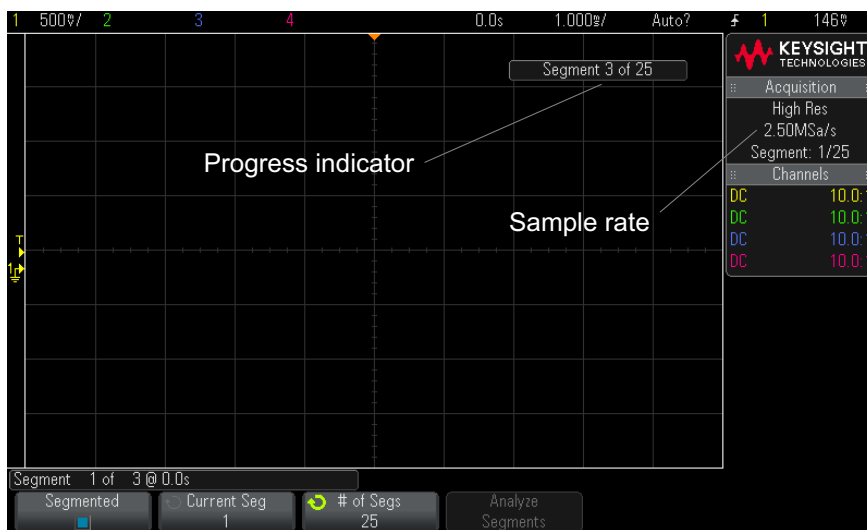 1 500mV/ 2 3 4 0.0s 1.000ms/ Auto? 1 146mV
KEYSIGHT
TECHNOLOGIES
Segment 3 of 25
Acquisition
High Res
2.50MSa/s
Progress indicator
Segment: 1/25
Channels
DC 10.0:
Sample rate
DC 10.0:
DC 10.0:
DC 10.0:
T
1
Segment 1 of 3 @ 0.0s
Segmented
Current Seg
1
# of Segs
25
Analyze
Segments